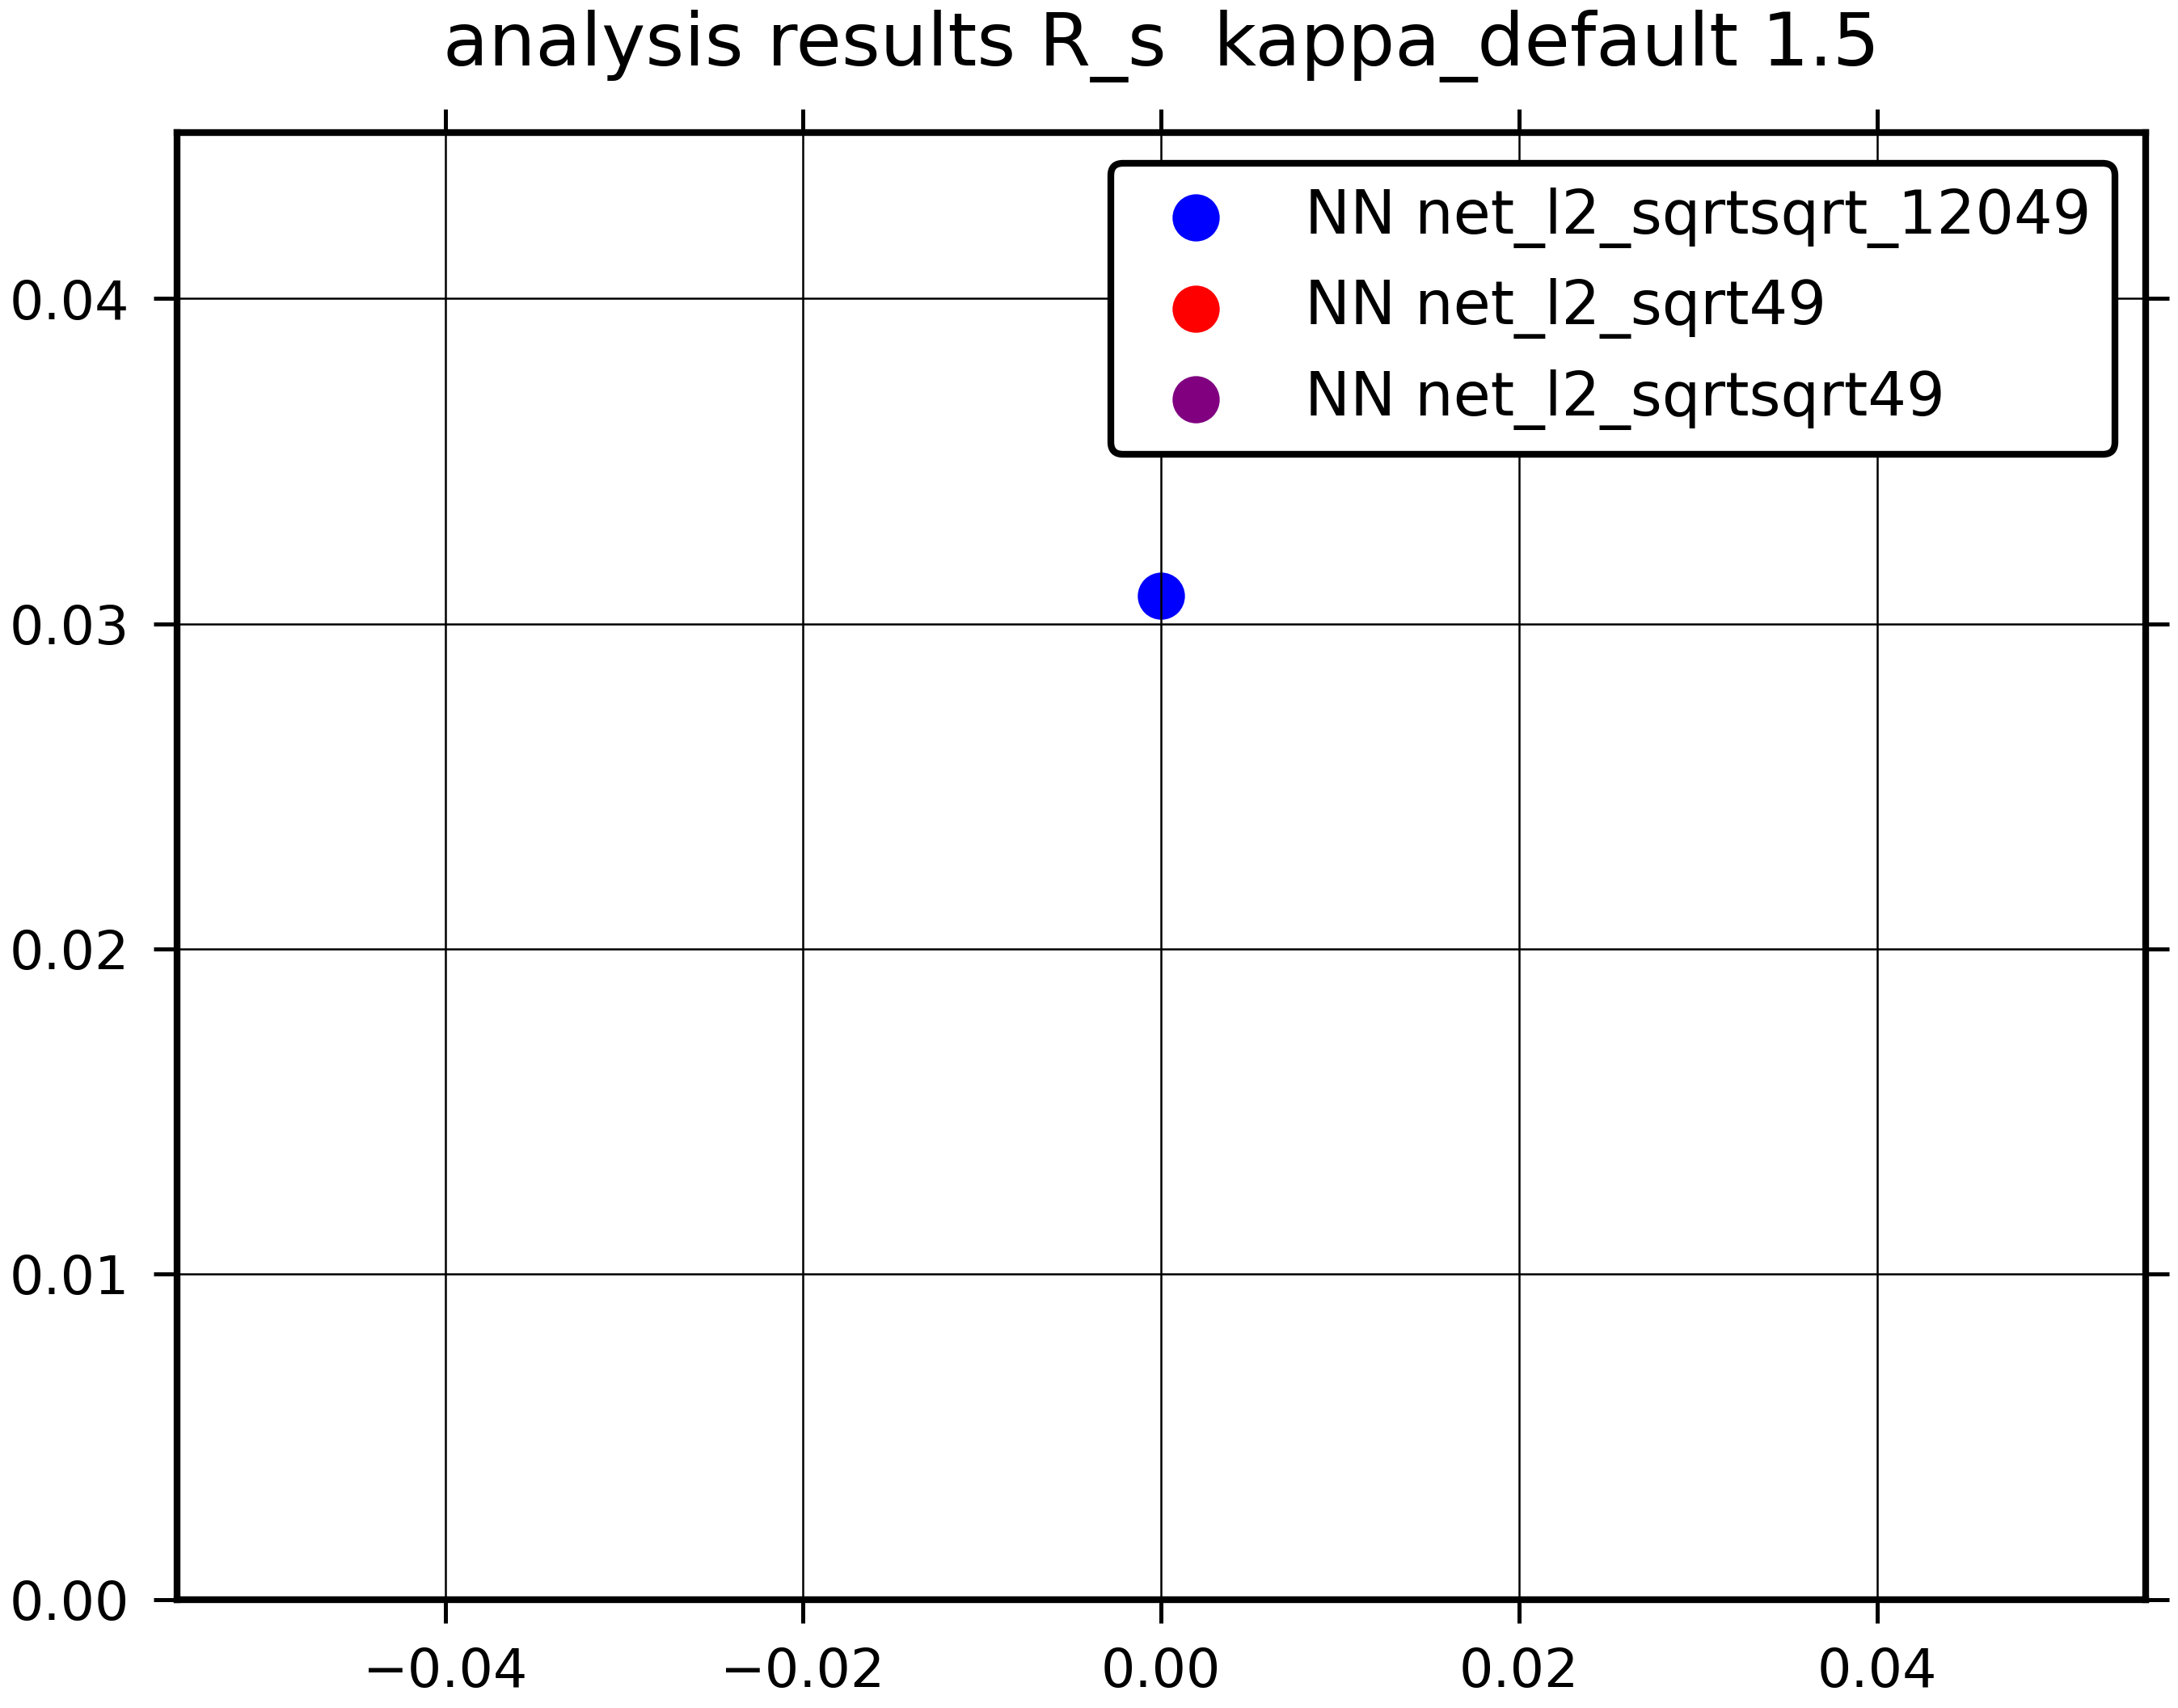 analysis results R_s  kappa_default 1.5
NN net_l2_sqrtsqrt_12049
NN net_l2_sqrt49
NN net_l2_sqrtsqrt49
0.04
0.03
0.02
0.01
0.00
−0.04 −0.02 0.00 0.02 0.04